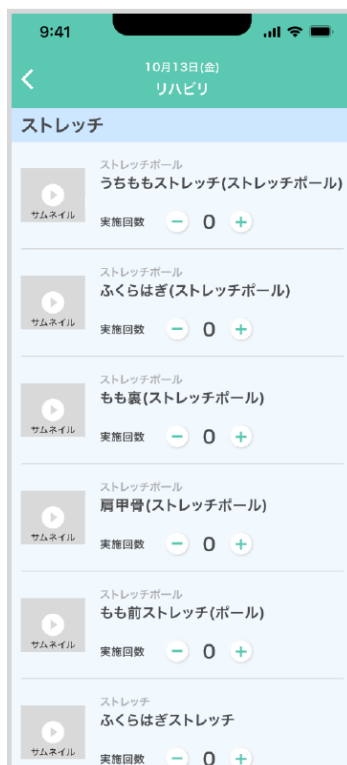 9:41
10月13日(金)
リハビリ
ストレッチ
ストレッチポール
うちももストレッチ(ストレッチポール)
サムネイル
実施回数 − 0 +
ストレッチポール
ふくらはぎ(ストレッチポール)
サムネイル
実施回数 − 0 +
ストレッチポール
もも裏(ストレッチポール)
サムネイル
実施回数 − 0 +
ストレッチポール
肩甲骨(ストレッチポール)
サムネイル
実施回数 − 0 +
ストレッチポール
もも前ストレッチ(ポール)
サムネイル
実施回数 − 0 +
ストレッチ
ふくらはぎストレッチ
サムネイル
実施回数 − 0 +